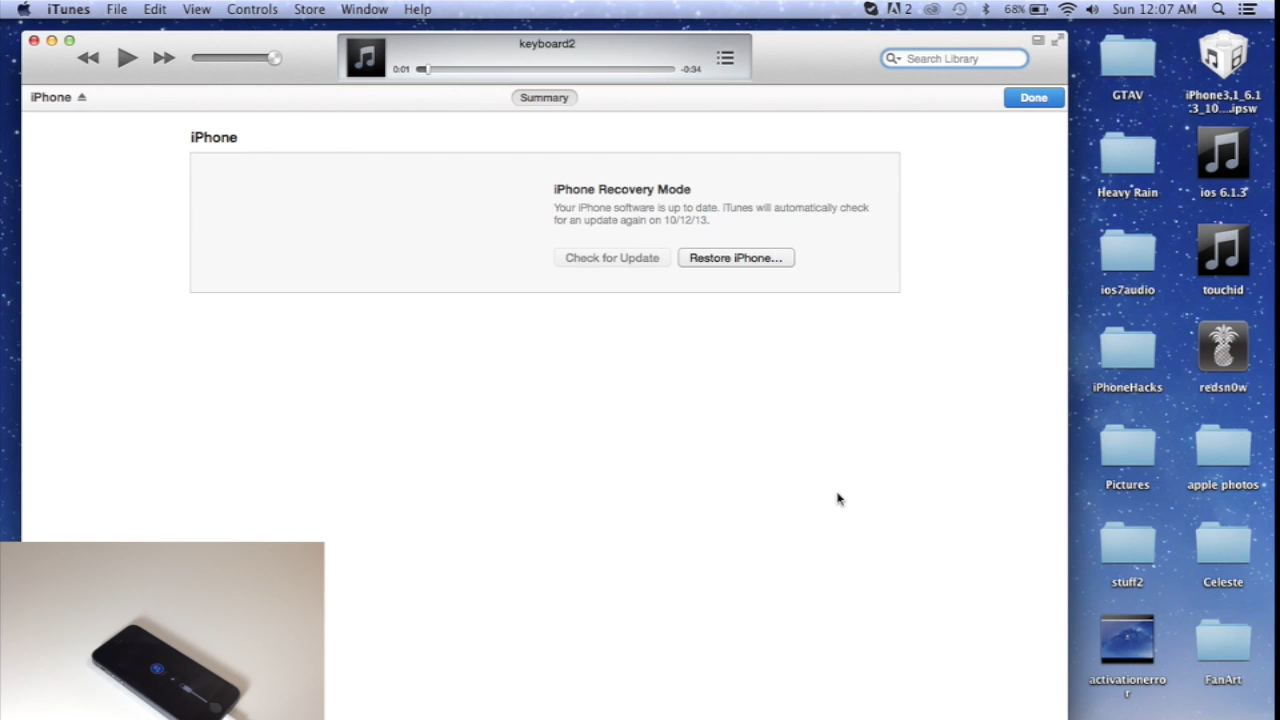 iTunes File Edit View Controls Store Window Help 2 68% Sun 12:07 AM
keyboard2
0:01 -0:34
Search Library
iPhone Summary Done
iPhone
iPhone Recovery Mode
Your iPhone software is up to date. iTunes will automatically check
for an update again on 10/12/13.
Check for Update Restore iPhone...
GTAV
iPhone3,1_6.1
.3_10....ipsw
Heavy Rain
ios 6.1.3
ios7audio
touchid
iPhoneHacks
redsn0w
Pictures
apple photos
stuff2
Celeste
activationerro
r
FanArt